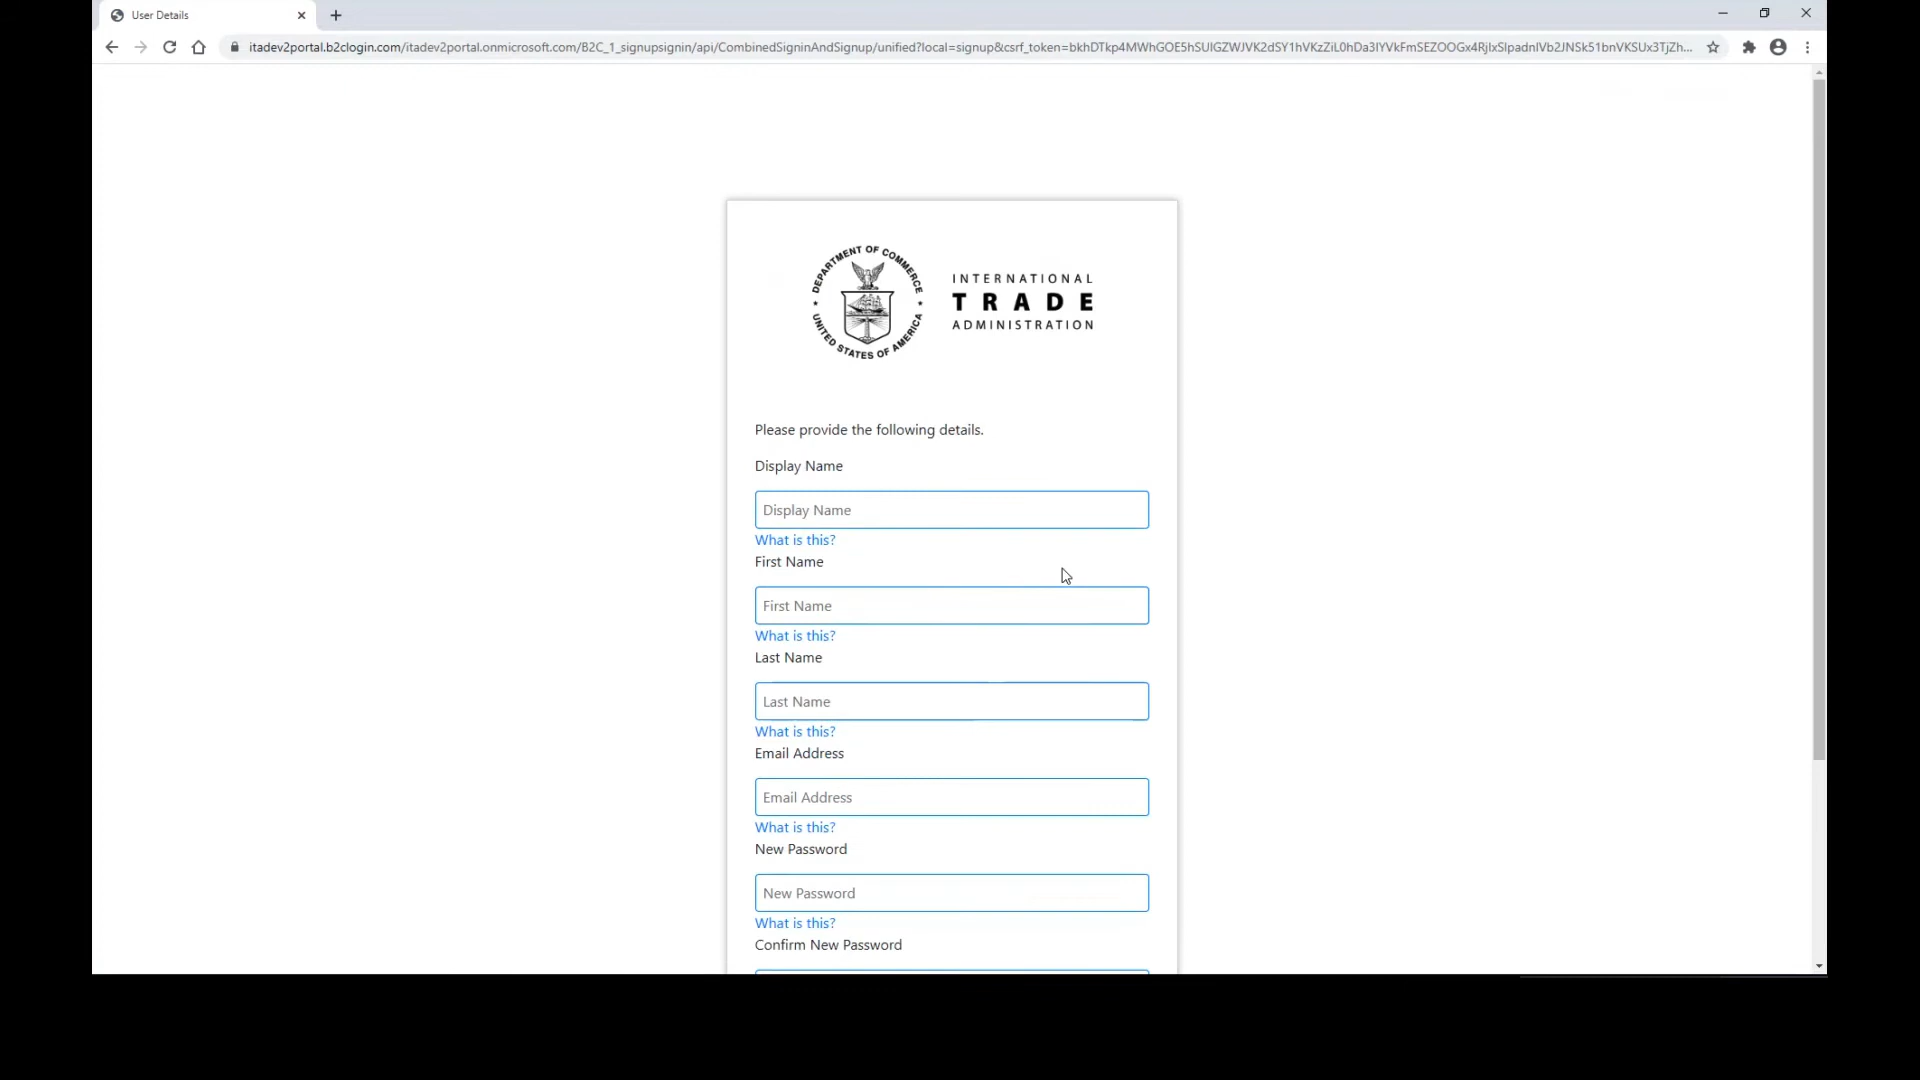 User Details
itadev2portal.b2clogin.com/itadev2portal.onmicrosoft.com/B2C_1_signupsignin/api/CombinedSigninAndSignup/unified?local=signup&csrf_token=
DEPARTMENT OF COMMERCE
UNITED STATES OF AMERICA
INTERNATIONAL
TRADE
ADMINISTRATION
Please provide the following details.
Display Name
Display Name
What is this?
First Name
First Name
What is this?
Last Name
Last Name
What is this?
Email Address
Email Address
What is this?
New Password
New Password
What is this?
Confirm New Password